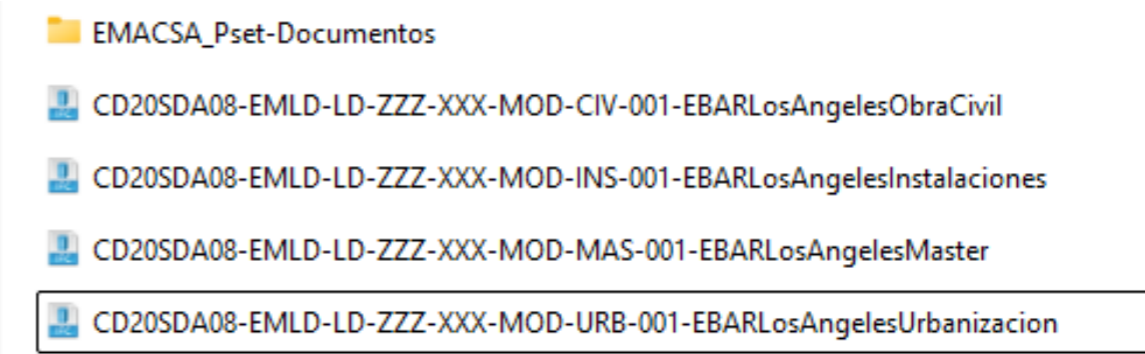 EMACSA_Pset-Documentos
CD20SDA08-EMLD-LD-ZZZ-XXX-MOD-CIV-001-EBARLosAngelesObraCivil
CD20SDA08-EMLD-LD-ZZZ-XXX-MOD-INS-001-EBARLosAngelesInstalaciones
CD20SDA08-EMLD-LD-ZZZ-XXX-MOD-MAS-001-EBARLosAngelesMaster
CD20SDA08-EMLD-LD-ZZZ-XXX-MOD-URB-001-EBARLosAngelesUrbanizacion